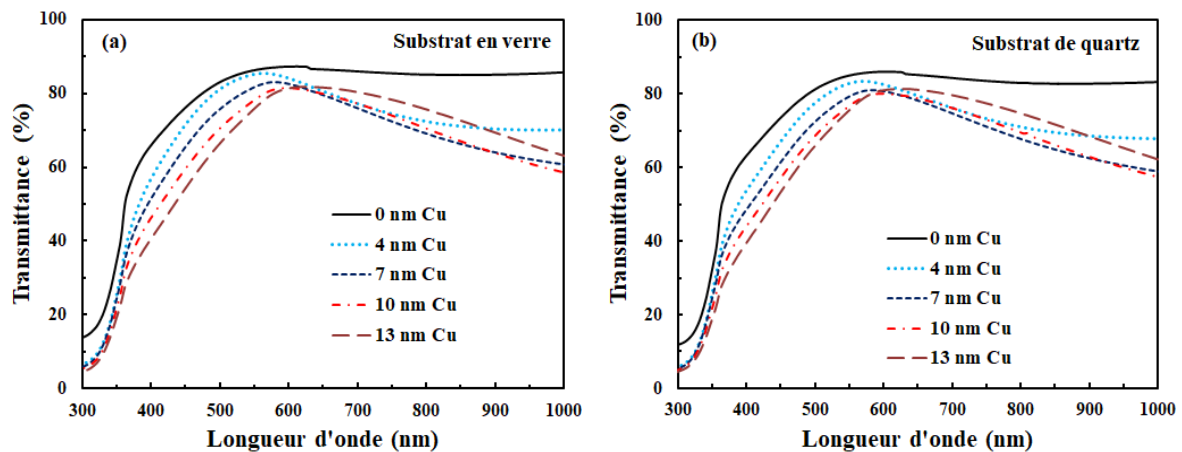 (a)
Substrat en verre
Transmittance (%)
100
80
60
40
20
0
0 nm Cu
4 nm Cu
7 nm Cu
10 nm Cu
13 nm Cu
300 400 500 600 700 800 900 1000
Longueur d'onde (nm)
(b)
Substrat de quartz
Transmittance (%)
100
80
60
40
20
0
0 nm Cu
4 nm Cu
7 nm Cu
10 nm Cu
13 nm Cu
300 400 500 600 700 800 900 1000
Longueur d'onde (nm)